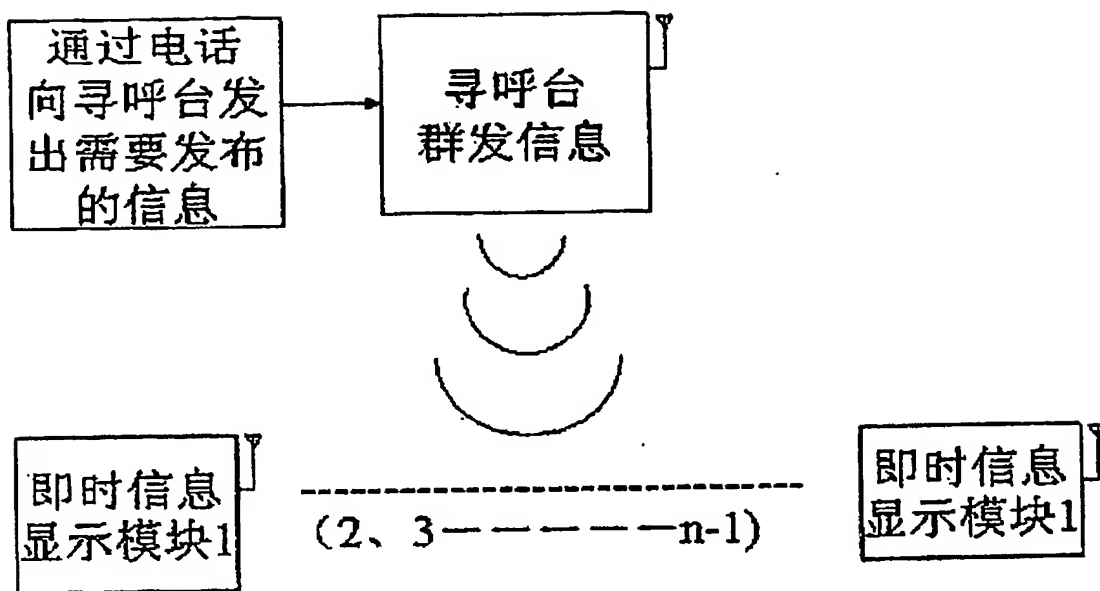 通过电话
向寻呼台发
出需要发布
的信息
寻呼台
群发信息
即时信息
显示模块1
(2、3—————n-1)
即时信息
显示模块1